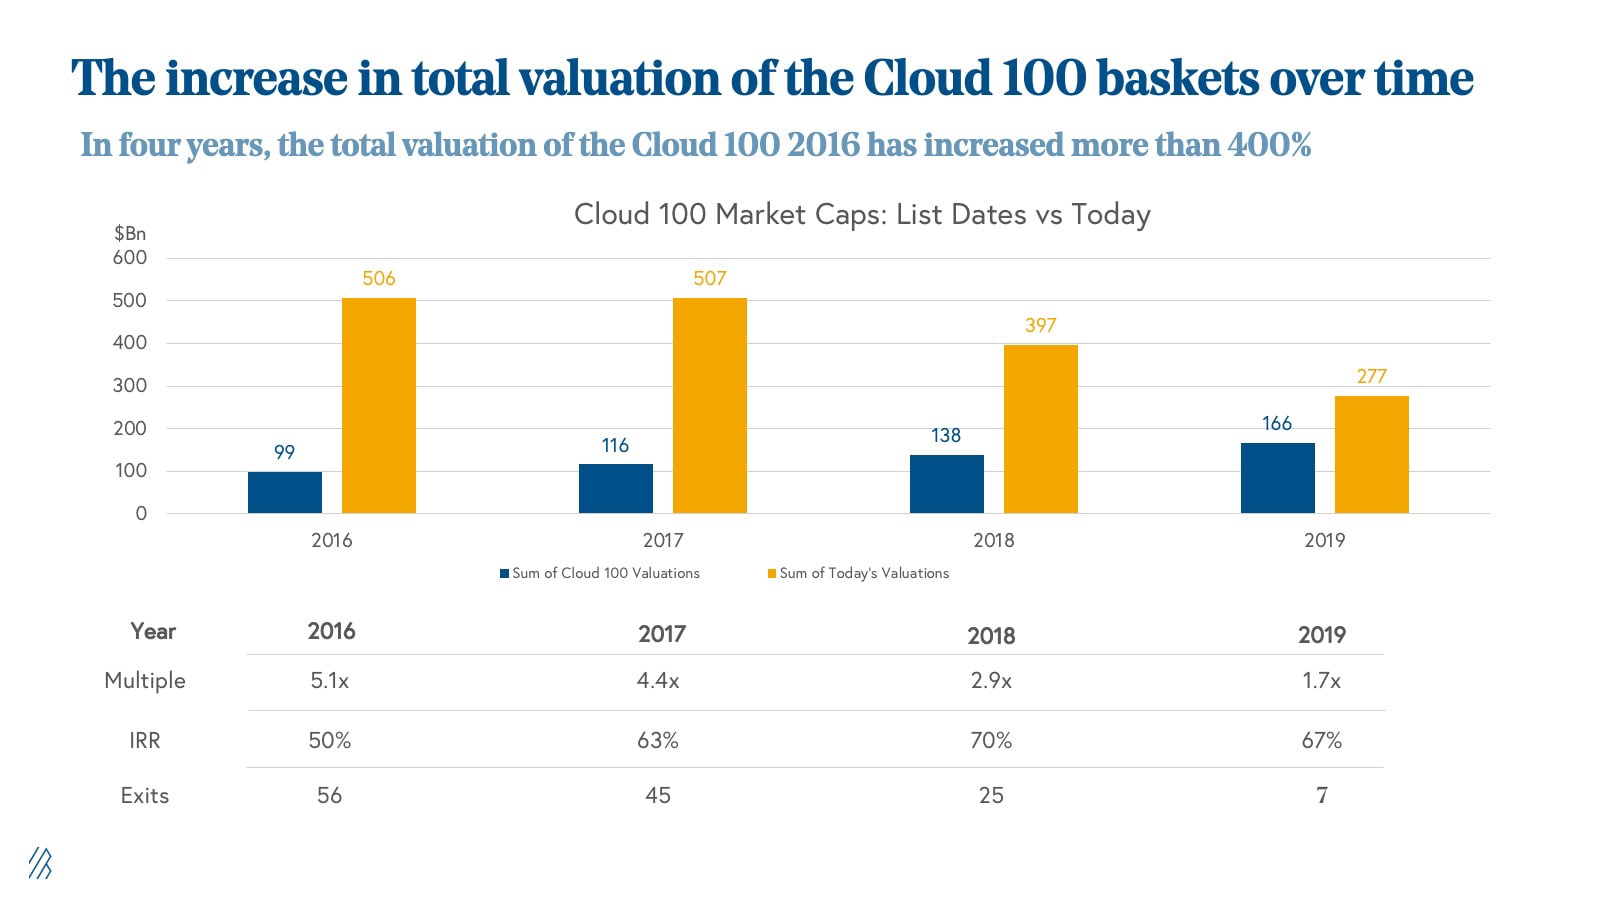 The increase in total valuation of the Cloud 100 baskets over time
In four years, the total valuation of the Cloud 100 2016 has increased more than 400%
Cloud 100 Market Caps: List Dates vs Today
$Bn
600
500
400
300
200
100
0
99
506
116
507
138
397
166
277
2016 2017 2018 2019
Sum of Cloud 100 Valuations Sum of Today's Valuations
Year 2016 2017 2018 2019
Multiple 5.1x 4.4x 2.9x 1.7x
IRR 50% 63% 70% 67%
Exits 56 45 25 7